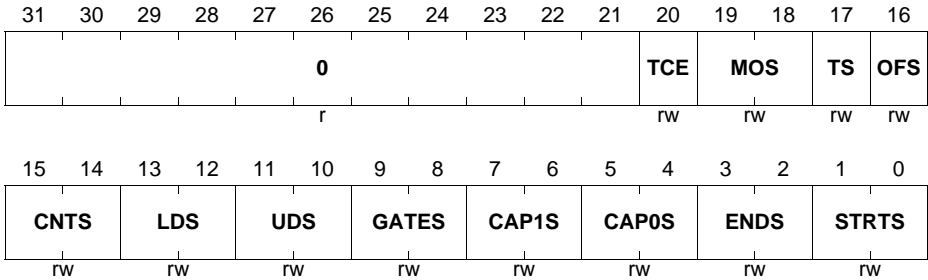 31 30 29 28 27 26 25 24 23 22 21 20 19 18 17 16
0 TCE MOS TS OFS
r rw rw rw rw
15 14 13 12 11 10 9 8 7 6 5 4 3 2 1 0
CNTS LDS UDS GATES CAP1S CAP0S ENDS STRTS
rw rw rw rw rw rw rw rw